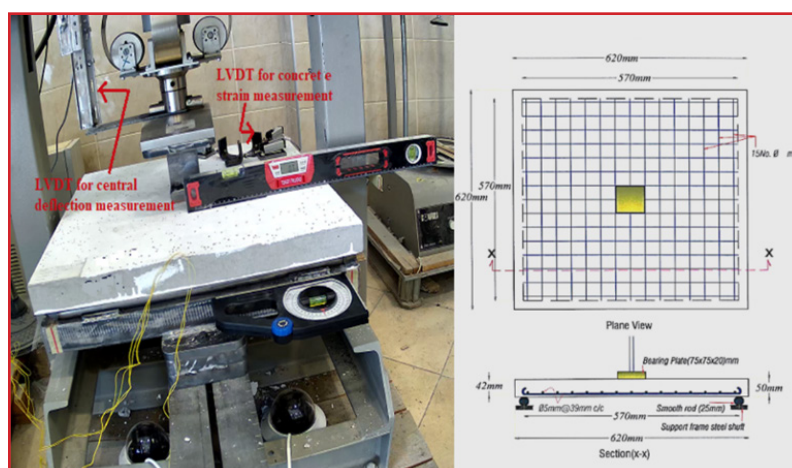 LVDT for concret e
strain measurement
LVDT for central
deflection measurement
620mm
570mm
570mm
620mm
15No. Ø m
X
X
Plane View
Bearing Plate(75x75x20)mm
42mm
50mm
Ø5mm@39mm c/c
Smooth rod (25mm)
570mm
Support frame steel shuft
620mm
Section(x-x)